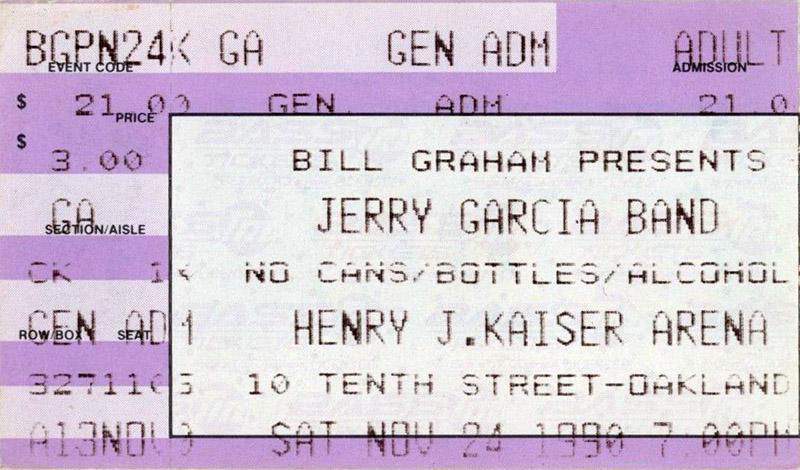 BGPN24K GA GEN ADM ADULT
EVENT CODE ADMISSION
$ 21.00 GEN. ADM 21.0
PRICE
$ 3.00 BILL GRAHAM PRESENTS
GA JERRY GARCIA BAND
SECTION/AISLE
CK NO CANS/BOTTLES/ALCOHOL
GEN ADM HENRY J.KAISER ARENA
ROW/BOX SEAT
10 TENTH STREET-OAKLAND
SAT NOV 24 1990 7:00PM